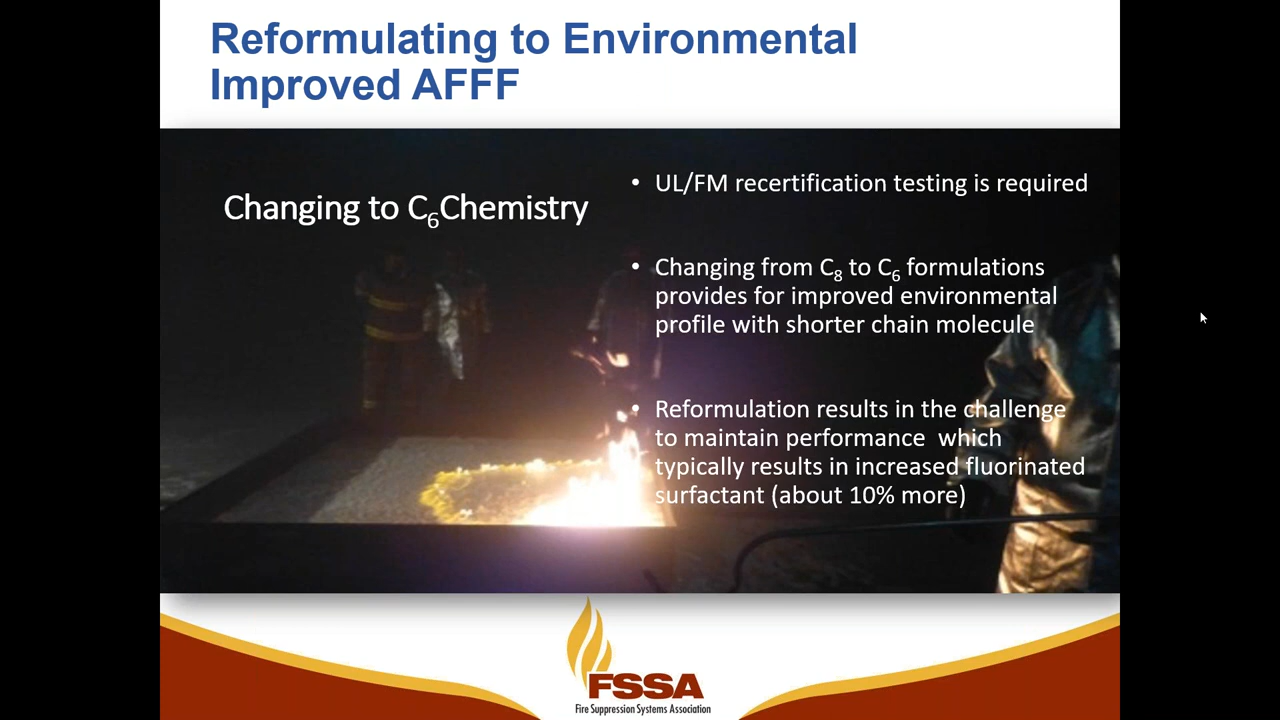 Reformulating to Environmental
Improved AFFF
Changing to C₆Chemistry
• UL/FM recertification testing is required
• Changing from C₈ to C₆ formulations
provides for improved environmental
profile with shorter chain molecule
• Reformulation results in the challenge
to maintain performance  which
typically results in increased fluorinated
surfactant (about 10% more)
FSSA
Fire Suppression Systems Association